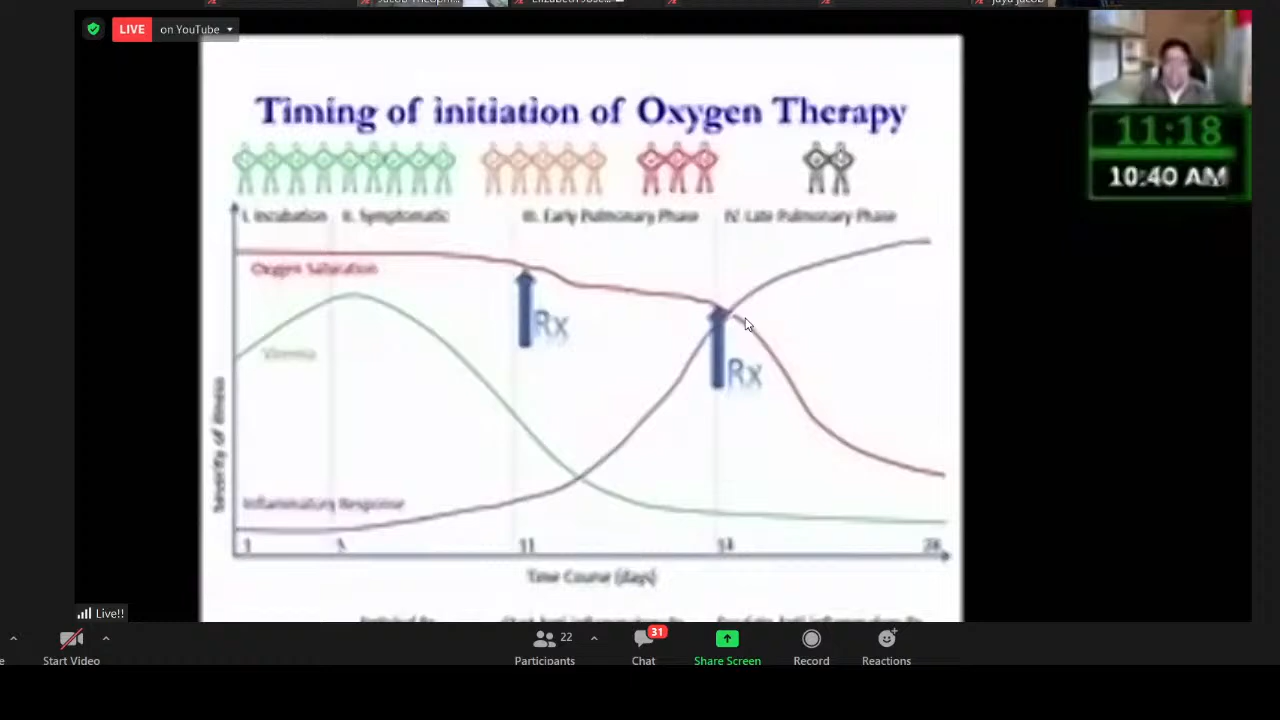 LIVE on YouTube
Timing of initiation of Oxygen Therapy
11:18
10:40 AM
I. Incubation II. Symptomatic III. Early Pulmonary Phase IV. Late Pulmonary Phase
Oxygen Saturation
Rx
Viremia
Rx
Severity of Illness
Inflammatory Response
1
11
28
Time Course (days)
Live!!
22
31
Start Video
Participants
Chat
Share Screen
Record
Reactions